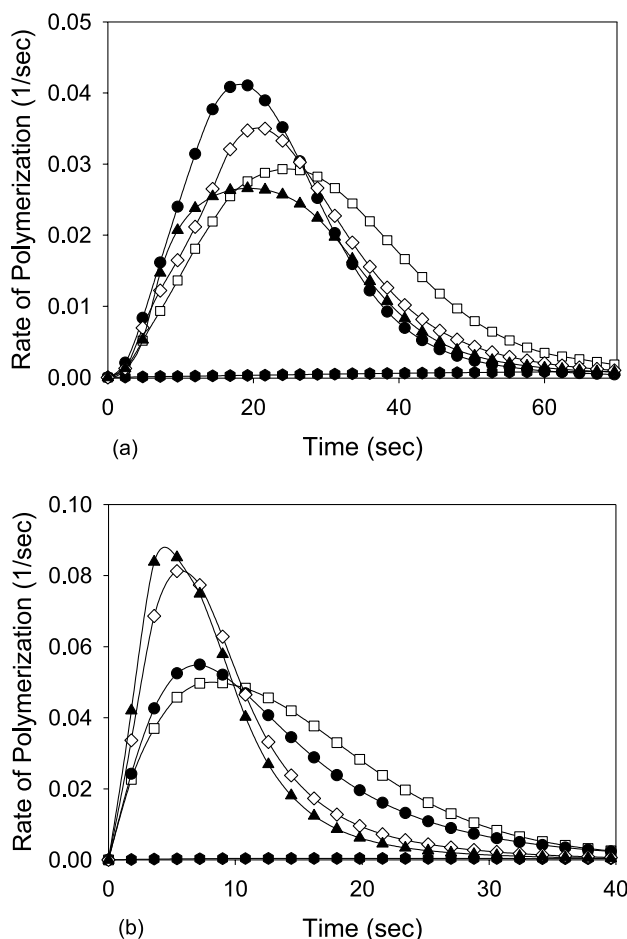 0.05
0.04
0.03
0.02
0.01
0.00
Rate of Polymerization (1/sec)
0 20 40 60
(a) Time (sec)
0.10
0.08
0.06
0.04
0.02
0.00
Rate of Polymerization (1/sec)
0 10 20 30 40
(b) Time (sec)